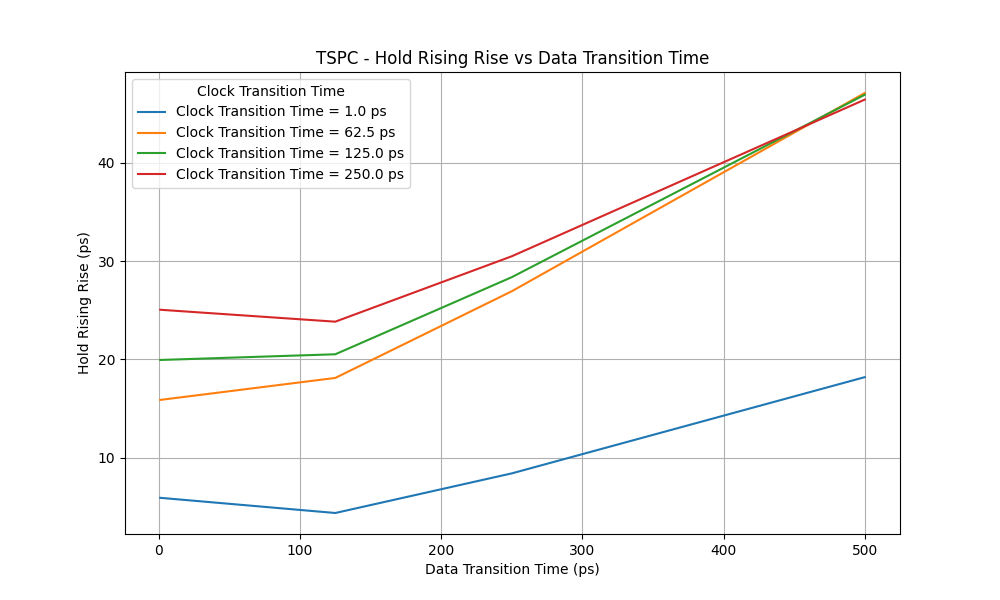 TSPC - Hold Rising Rise vs Data Transition Time
Clock Transition Time
Clock Transition Time = 1.0 ps
Clock Transition Time = 62.5 ps
Clock Transition Time = 125.0 ps
Clock Transition Time = 250.0 ps
Hold Rising Rise (ps)
40
30
20
10
0 100 200 300 400 500
Data Transition Time (ps)